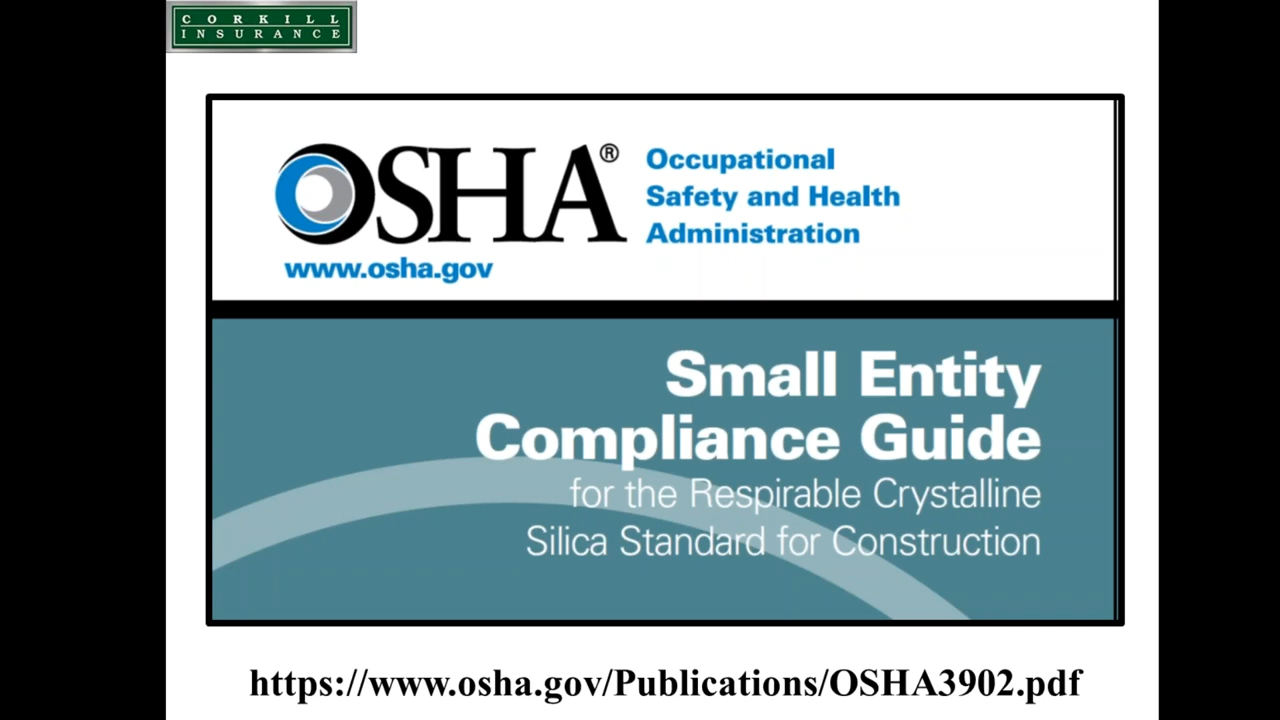 CORKILL
INSURANCE
OSHA®
Occupational
Safety and Health
Administration
www.osha.gov
Small Entity
Compliance Guide
for the Respirable Crystalline
Silica Standard for Construction
https://www.osha.gov/Publications/OSHA3902.pdf